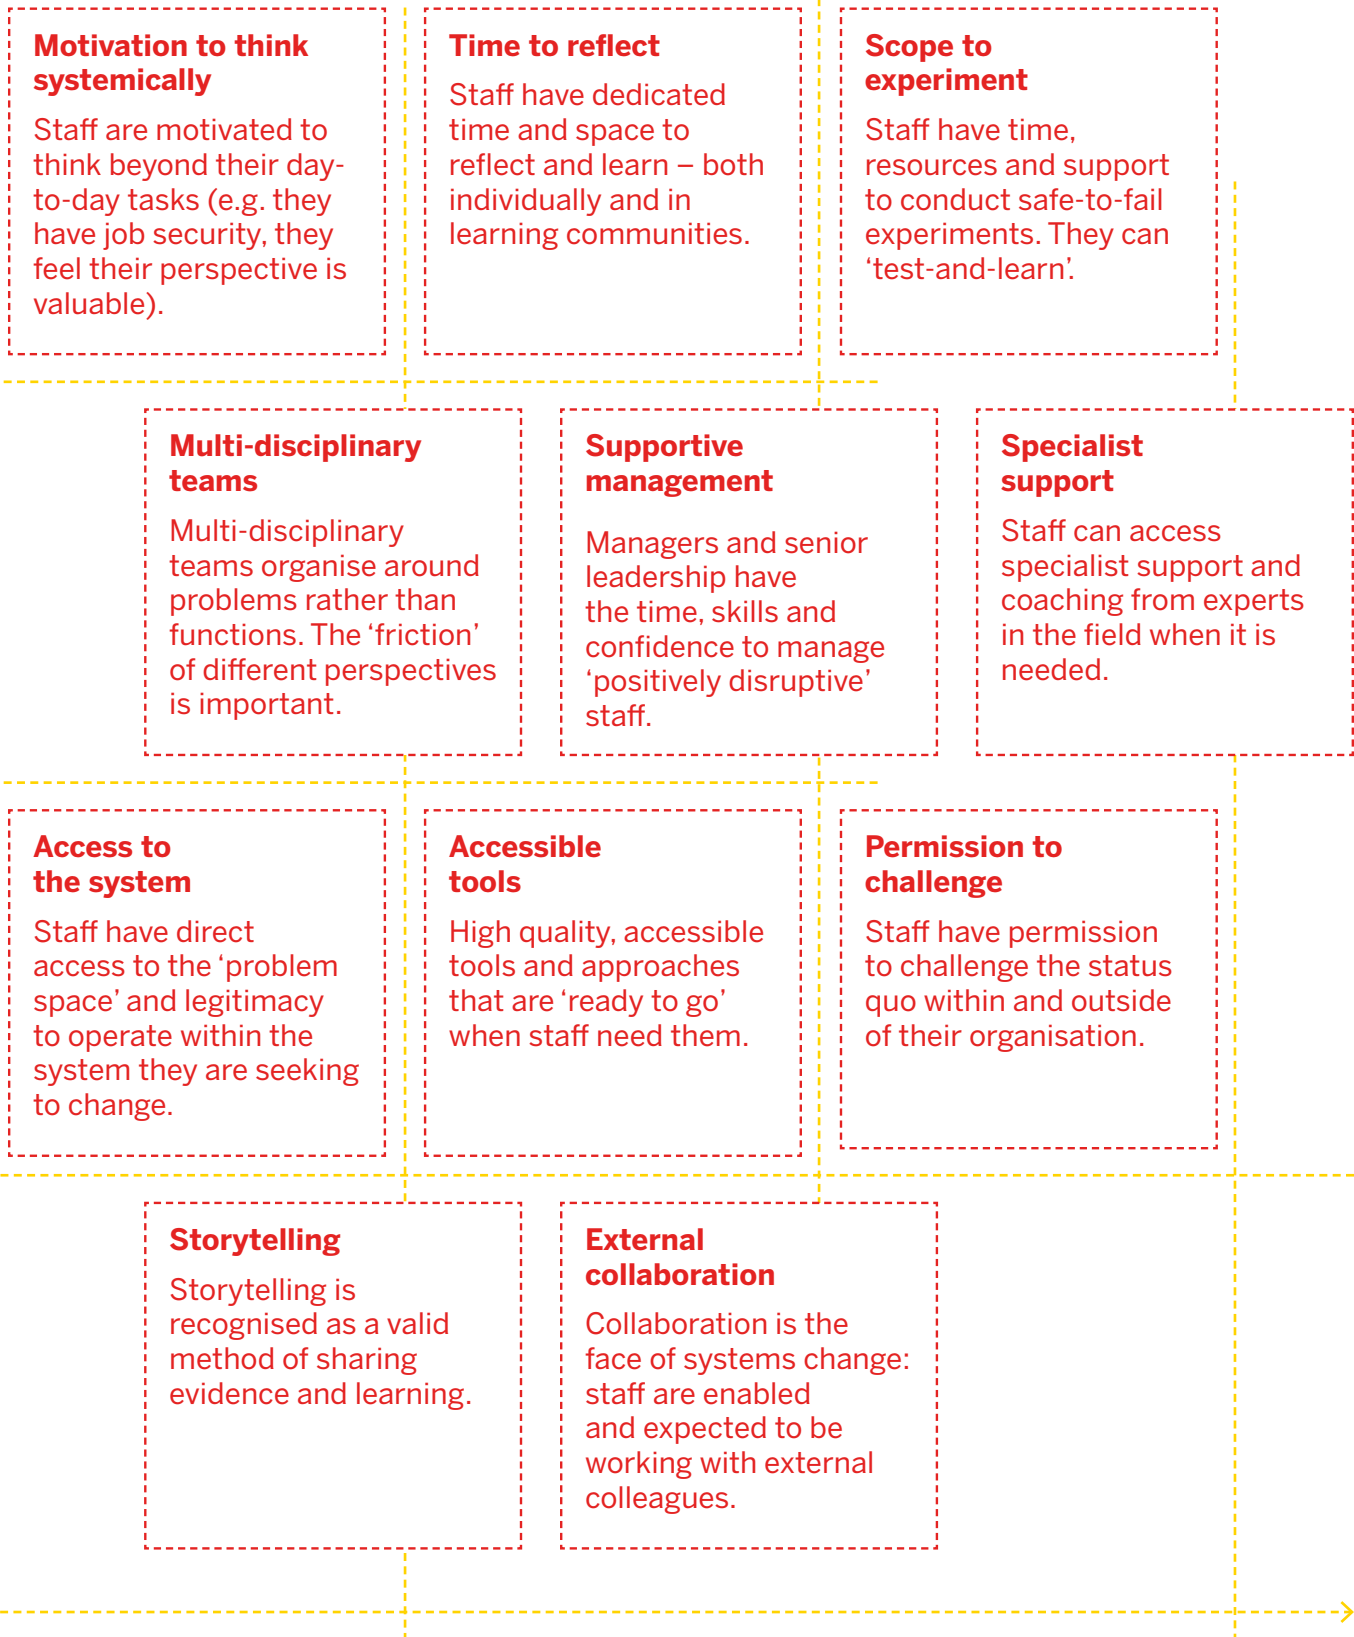 Motivation to think
systemically
Staff are motivated to
think beyond their day-
to-day tasks (e.g. they
have job security, they
feel their perspective is
valuable).
Time to reflect
Staff have dedicated
time and space to
reflect and learn – both
individually and in
learning communities.
Scope to
experiment
Staff have time,
resources and support
to conduct safe-to-fail
experiments. They can
‘test-and-learn’.
Multi-disciplinary
teams
Multi-disciplinary
teams organise around
problems rather than
functions. The ‘friction’
of different perspectives
is important.
Supportive
management
Managers and senior
leadership have
the time, skills and
confidence to manage
‘positively disruptive’
staff.
Specialist
support
Staff can access
specialist support and
coaching from experts
in the field when it is
needed.
Access to
the system
Staff have direct
access to the ‘problem
space’ and legitimacy
to operate within the
system they are seeking
to change.
Accessible
tools
High quality, accessible
tools and approaches
that are ‘ready to go’
when staff need them.
Permission to
challenge
Staff have permission
to challenge the status
quo within and outside
of their organisation.
Storytelling
Storytelling is
recognised as a valid
method of sharing
evidence and learning.
External
collaboration
Collaboration is the
face of systems change:
staff are enabled
and expected to be
working with external
colleagues.